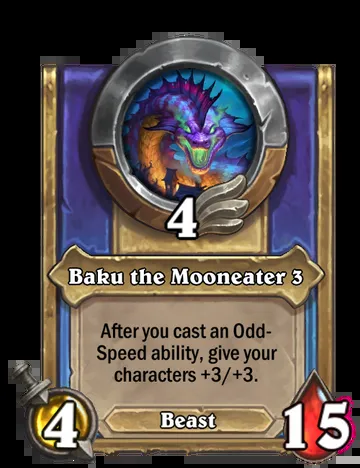 4
Baku the Mooneater 3
After you cast an Odd-
Speed ability, give your
characters +3/+3.
4
Beast
15